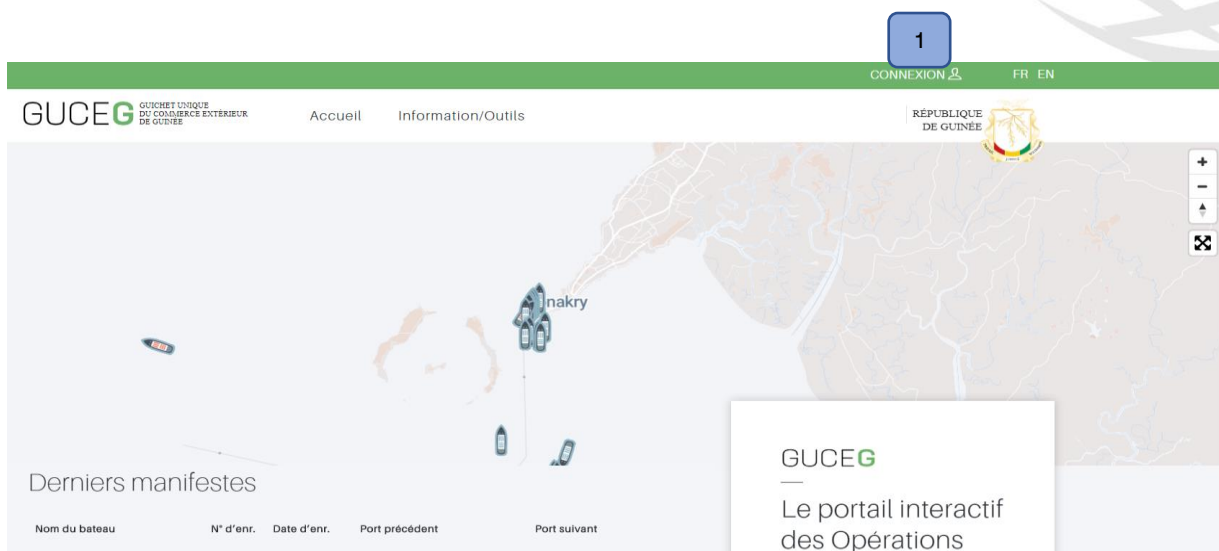 1
CONNEXION FR EN
GUCEG GUICHET UNIQUE
DU COMMERCE EXTÉRIEUR
DE GUINÉE
Accueil Information/Outils
RÉPUBLIQUE
DE GUINÉE
nakry
Derniers manifestes
Nom du bateau N° d'enr. Date d'enr. Port précédent Port suivant
GUCEG
Le portail interactif
des Opérations